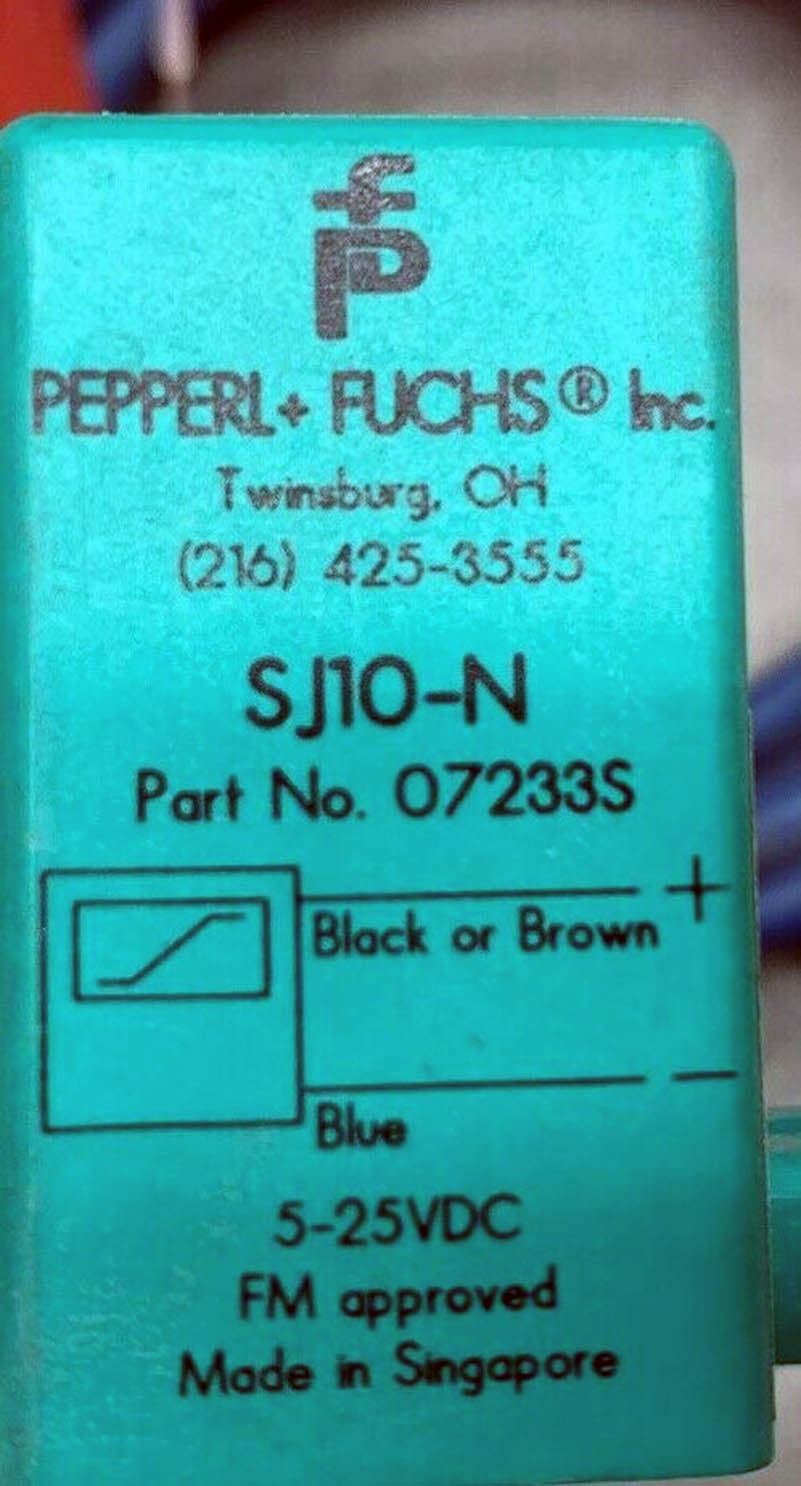 fP
PEPPERL+ FUCHS® Inc.
Twinsburg, OH
(216) 425-3555
SJ10-N
Part No. 07233S
+
Black or Brown
−
Blue
5-25VDC
FM approved
Made in Singapore